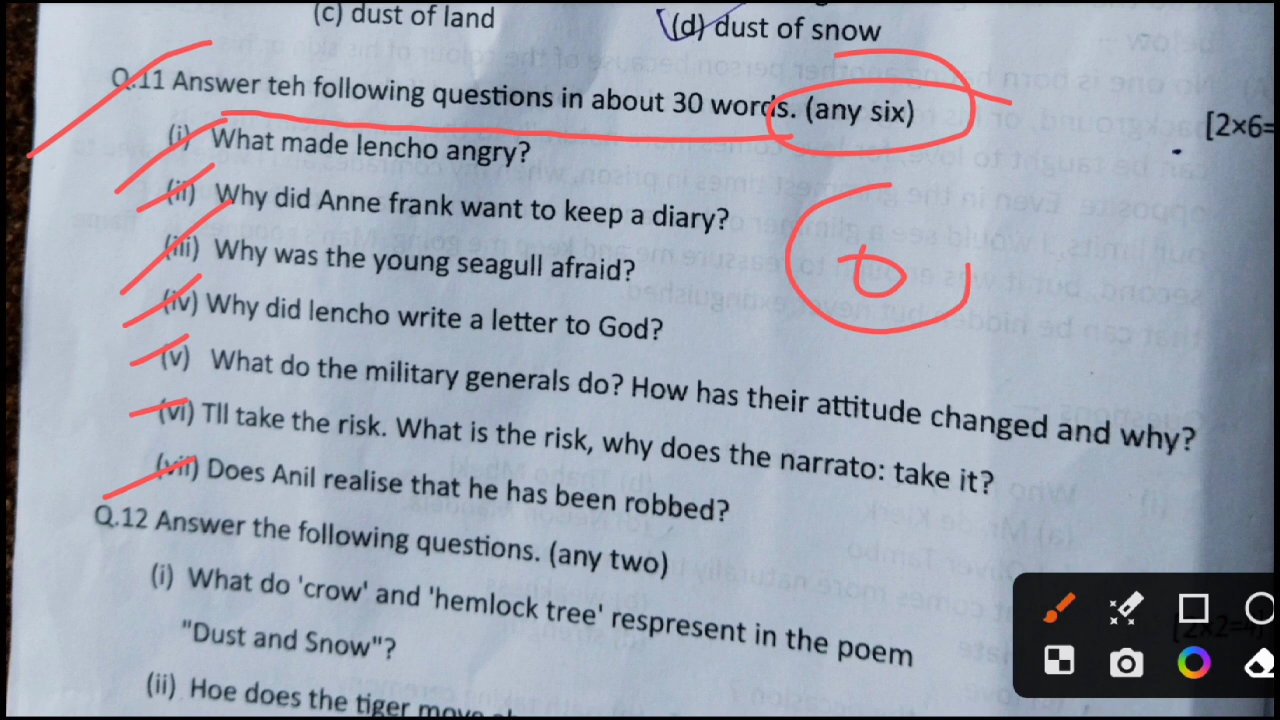 (c) dust of land (d) dust of snow
Q.11 Answer teh following questions in about 30 words. (any six) [2×6=
(i) What made lencho angry?
(ii) Why did Anne frank want to keep a diary?
(iii) Why was the young seagull afraid?
(iv) Why did lencho write a letter to God?
(v) What do the military generals do? How has their attitude changed and why?
(vi) Tll take the risk. What is the risk, why does the narrato: take it?
(vii) Does Anil realise that he has been robbed?
Q.12 Answer the following questions. (any two)
(i) What do 'crow' and 'hemlock tree' respresent in the poem [2×2=4]
"Dust and Snow"?
(ii) Hoe does the tiger move